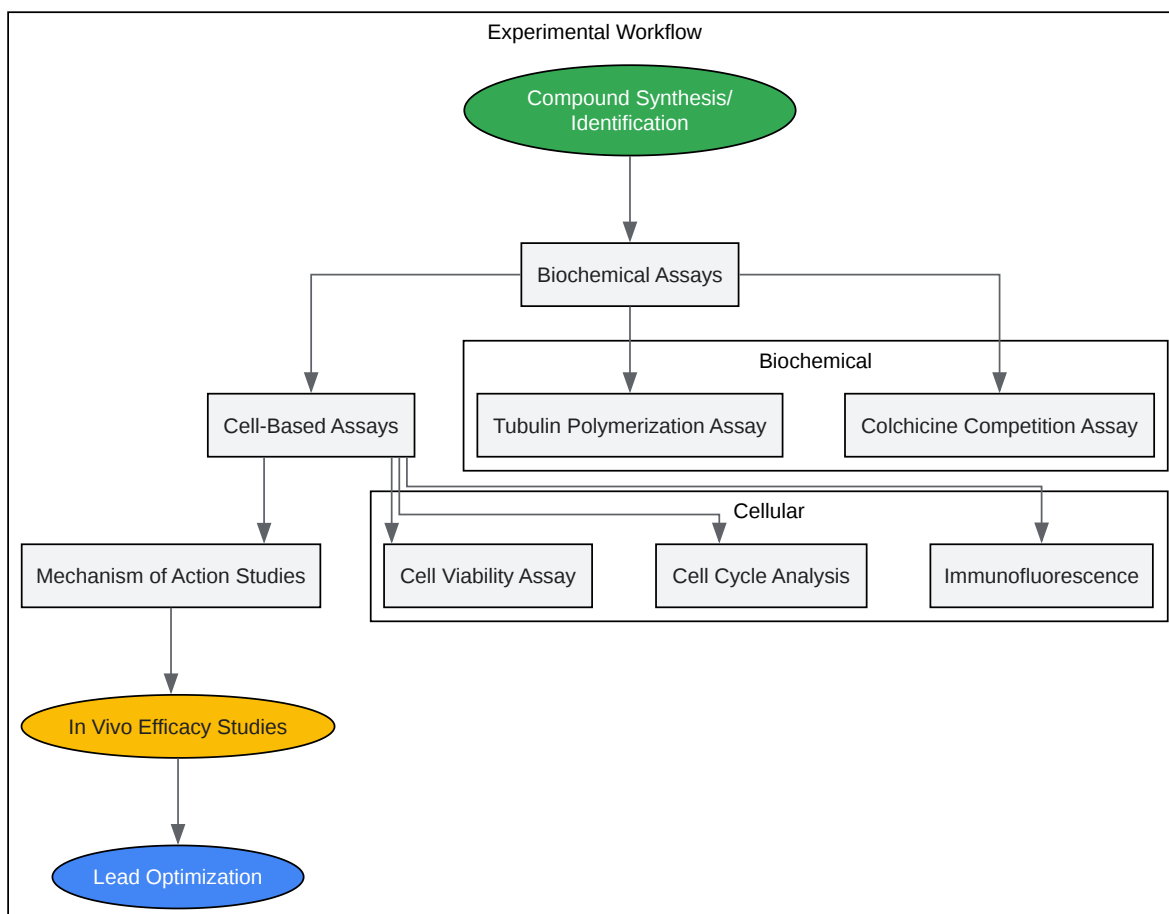 Experimental Workflow
Compound Synthesis/
Identification
Biochemical Assays
Biochemical
Cell-Based Assays
Tubulin Polymerization Assay
Colchicine Competition Assay
Cellular
Mechanism of Action Studies
Cell Viability Assay
Cell Cycle Analysis
Immunofluorescence
In Vivo Efficacy Studies
Lead Optimization